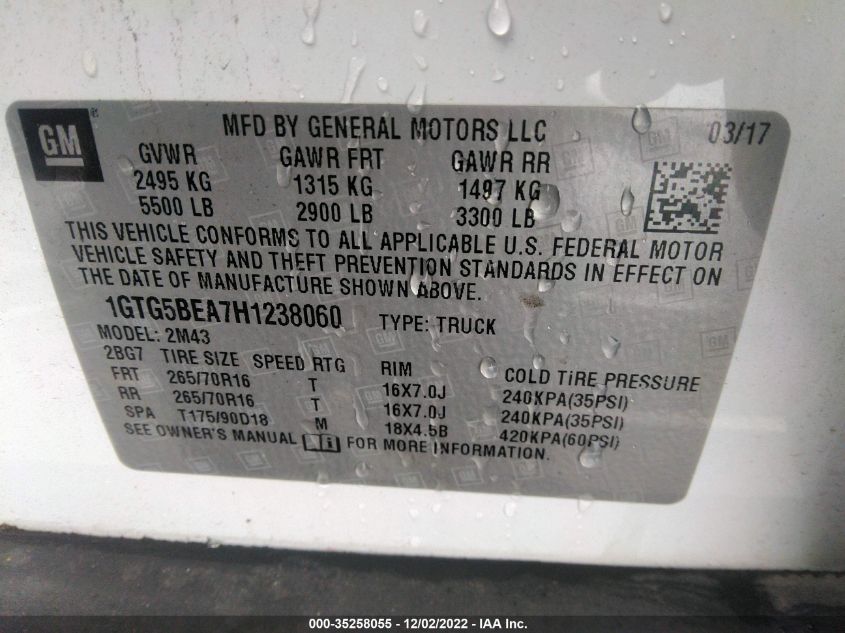 GM
MFD BY GENERAL MOTORS LLC 03/17
GVWR GAWR FRT GAWR RR
2495 KG 1315 KG 1497 KG
5500 LB 2900 LB 3300 LB
THIS VEHICLE CONFORMS TO ALL APPLICABLE U.S. FEDERAL MOTOR
VEHICLE SAFETY AND THEFT PREVENTION STANDARDS IN EFFECT ON
THE DATE OF MANUFACTURE SHOWN ABOVE.
1GTG5BEA7H1238060 TYPE: TRUCK
MODEL: 2M43
2BG7 TIRE SIZE SPEED RTG RIM COLD TIRE PRESSURE
FRT 265/70R16 T 16X7.0J 240KPA(35PSI)
RR 265/70R16 T 16X7.0J 240KPA(35PSI)
SPA T175/90D18 M 18X4.5B 420KPA(60PSI)
SEE OWNER'S MANUAL FOR MORE INFORMATION.
000-35258055 - 12/02/2022 - IAA Inc.